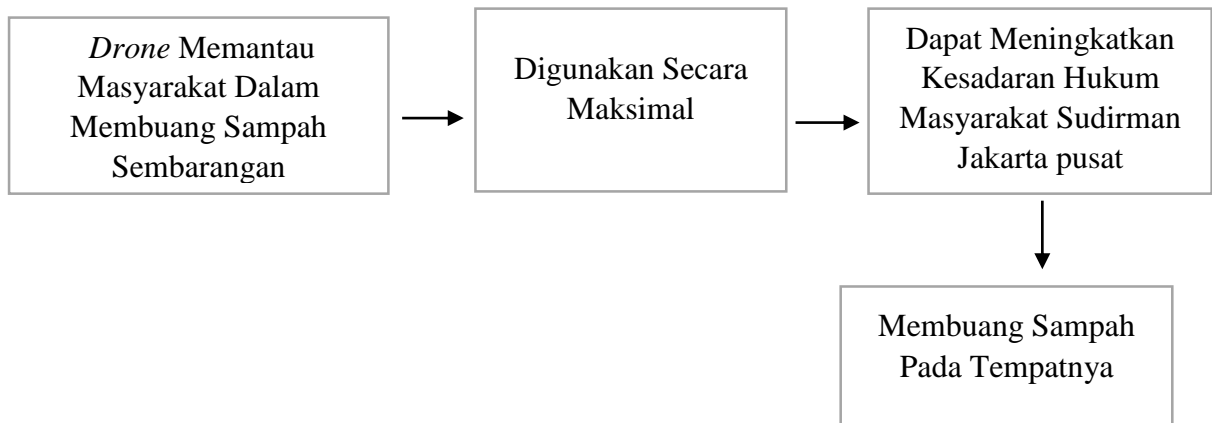 Drone Memantau
Masyarakat Dalam
Membuang Sampah
Sembarangan
Digunakan Secara
Maksimal
Dapat Meningkatkan
Kesadaran Hukum
Masyarakat Sudirman
Jakarta pusat
Membuang Sampah
Pada Tempatnya